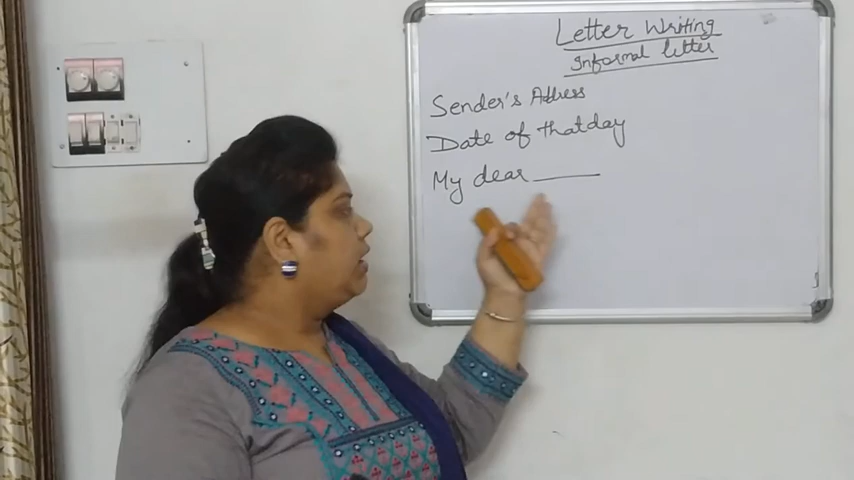 Letter Writing
Informal letter
Sender's Address
Date of that day
My dear ______